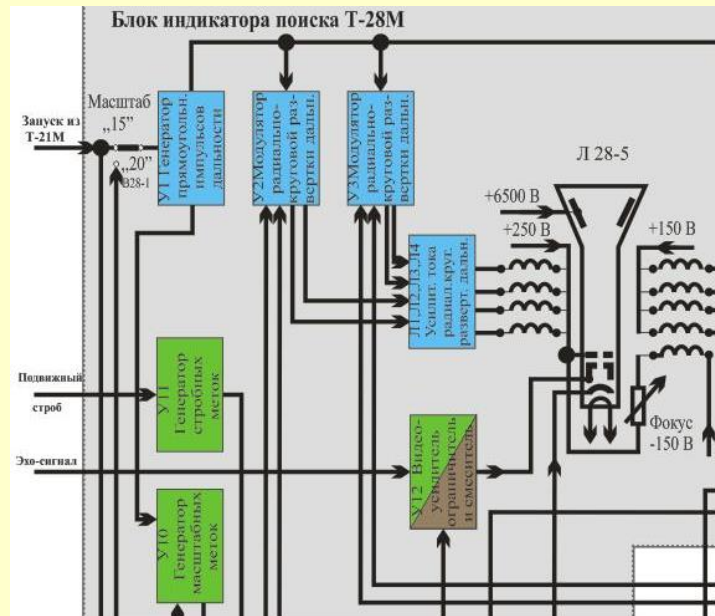 Блок индикатора поиска Т-28М
Масштаб
„15”
Запуск из
Т-21М
„20”
В28-1
У1 Генератор
прямоугольн.
импульсов
дальности
У2Модулятор
радиально-
круговой раз-
вертки дальн.
У3Модулятор
радиально-
круговой раз-
вертки дальн.
Л 28-5
+6500 В
+250 В
+150 В
Л1,Л2,Л3,Л4
Усилит. тока
радиал.круг.
разверт. дальн.
Подвижный
строб
У11
Генератор
стробных
меток
Фокус
-150 В
Эхо-сигнал
У12 Видео-
усилитель
ограничитель
и смеситель
У10
Генератор
масштабных
меток